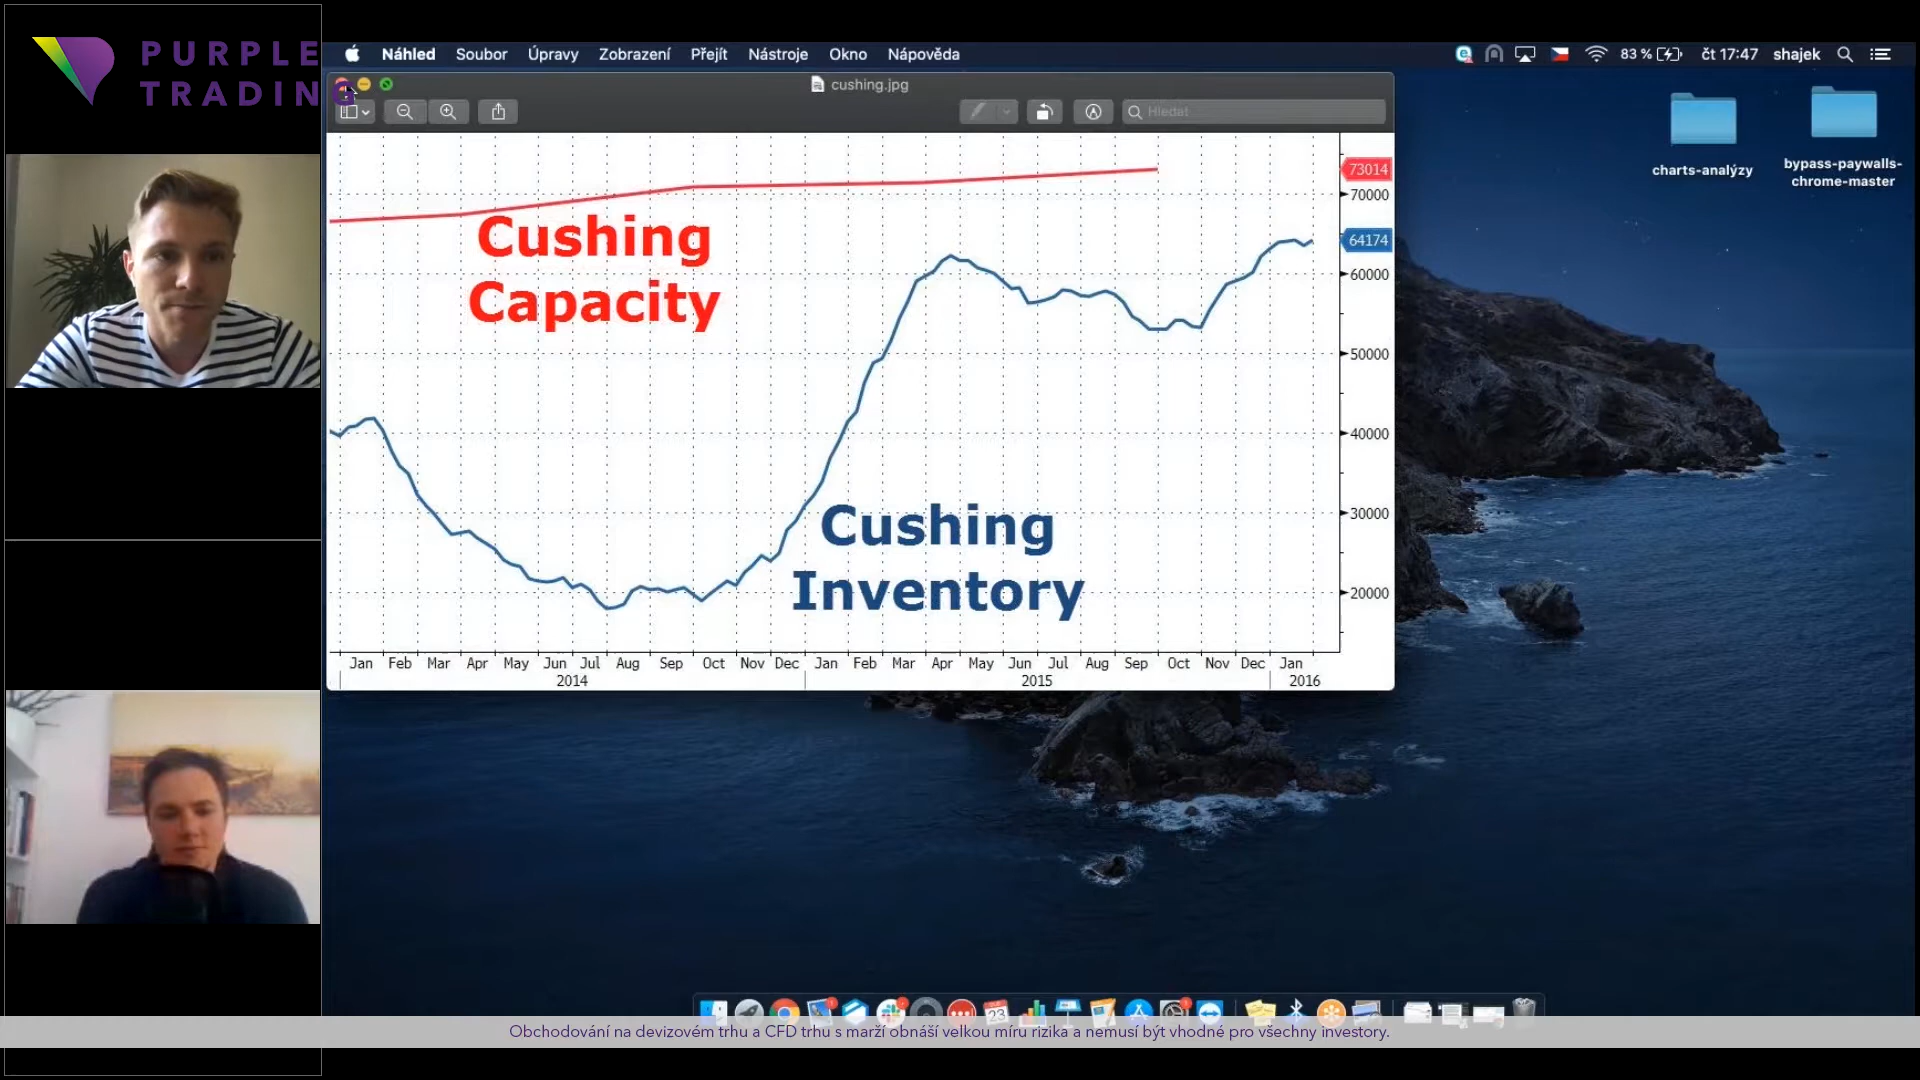 PURPLE
TRADING
Náhled Soubor Úpravy Zobrazení Přejít Nástroje Okno Nápověda
83 % čt 17:47 shajek
cushing.jpg
Hledat
charts-analýzy
bypass-paywalls-
chrome-master
73014
70000
64174
60000
50000
40000
30000
20000
Cushing
Capacity
Cushing
Inventory
Jan Feb Mar Apr May Jun Jul Aug Sep Oct Nov Dec Jan Feb Mar Apr May Jun Jul Aug Sep Oct Nov Dec Jan
2014 2015 2016
23
Obchodování na devizovém trhu a CFD trhu s marží obnáší velkou míru rizika a nemusí být vhodné pro všechny investory.